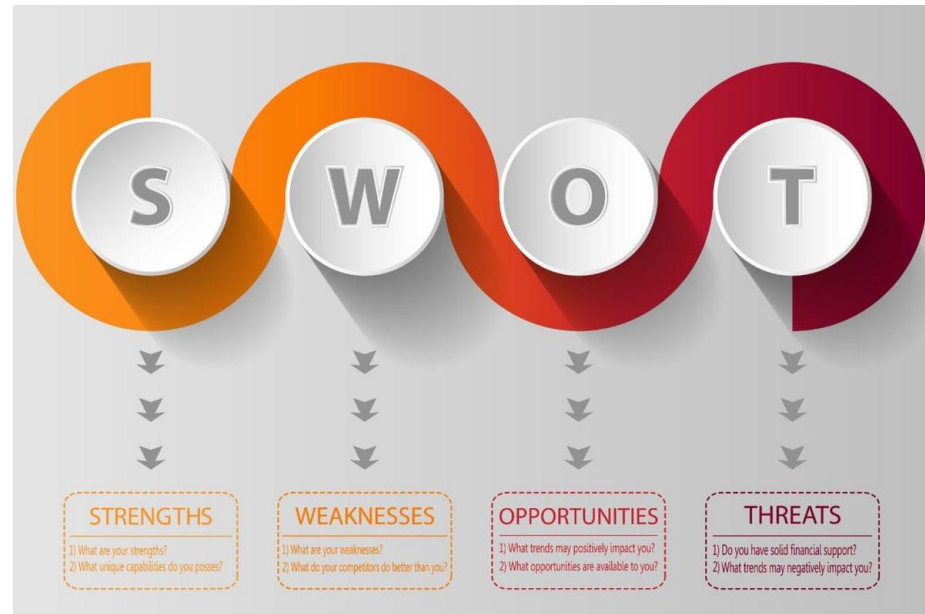 S W O T
STRENGTHS
1) What are your strengths?
2) What unique capabilities do you posses?
WEAKNESSES
1) What are your weaknesses?
2) What do your competitors do better than you?
OPPORTUNITIES
1) What trends may positively impact you?
2) What opportunities are available to you?
THREATS
1) Do you have solid financial support?
2) What trends may negatively impact you?